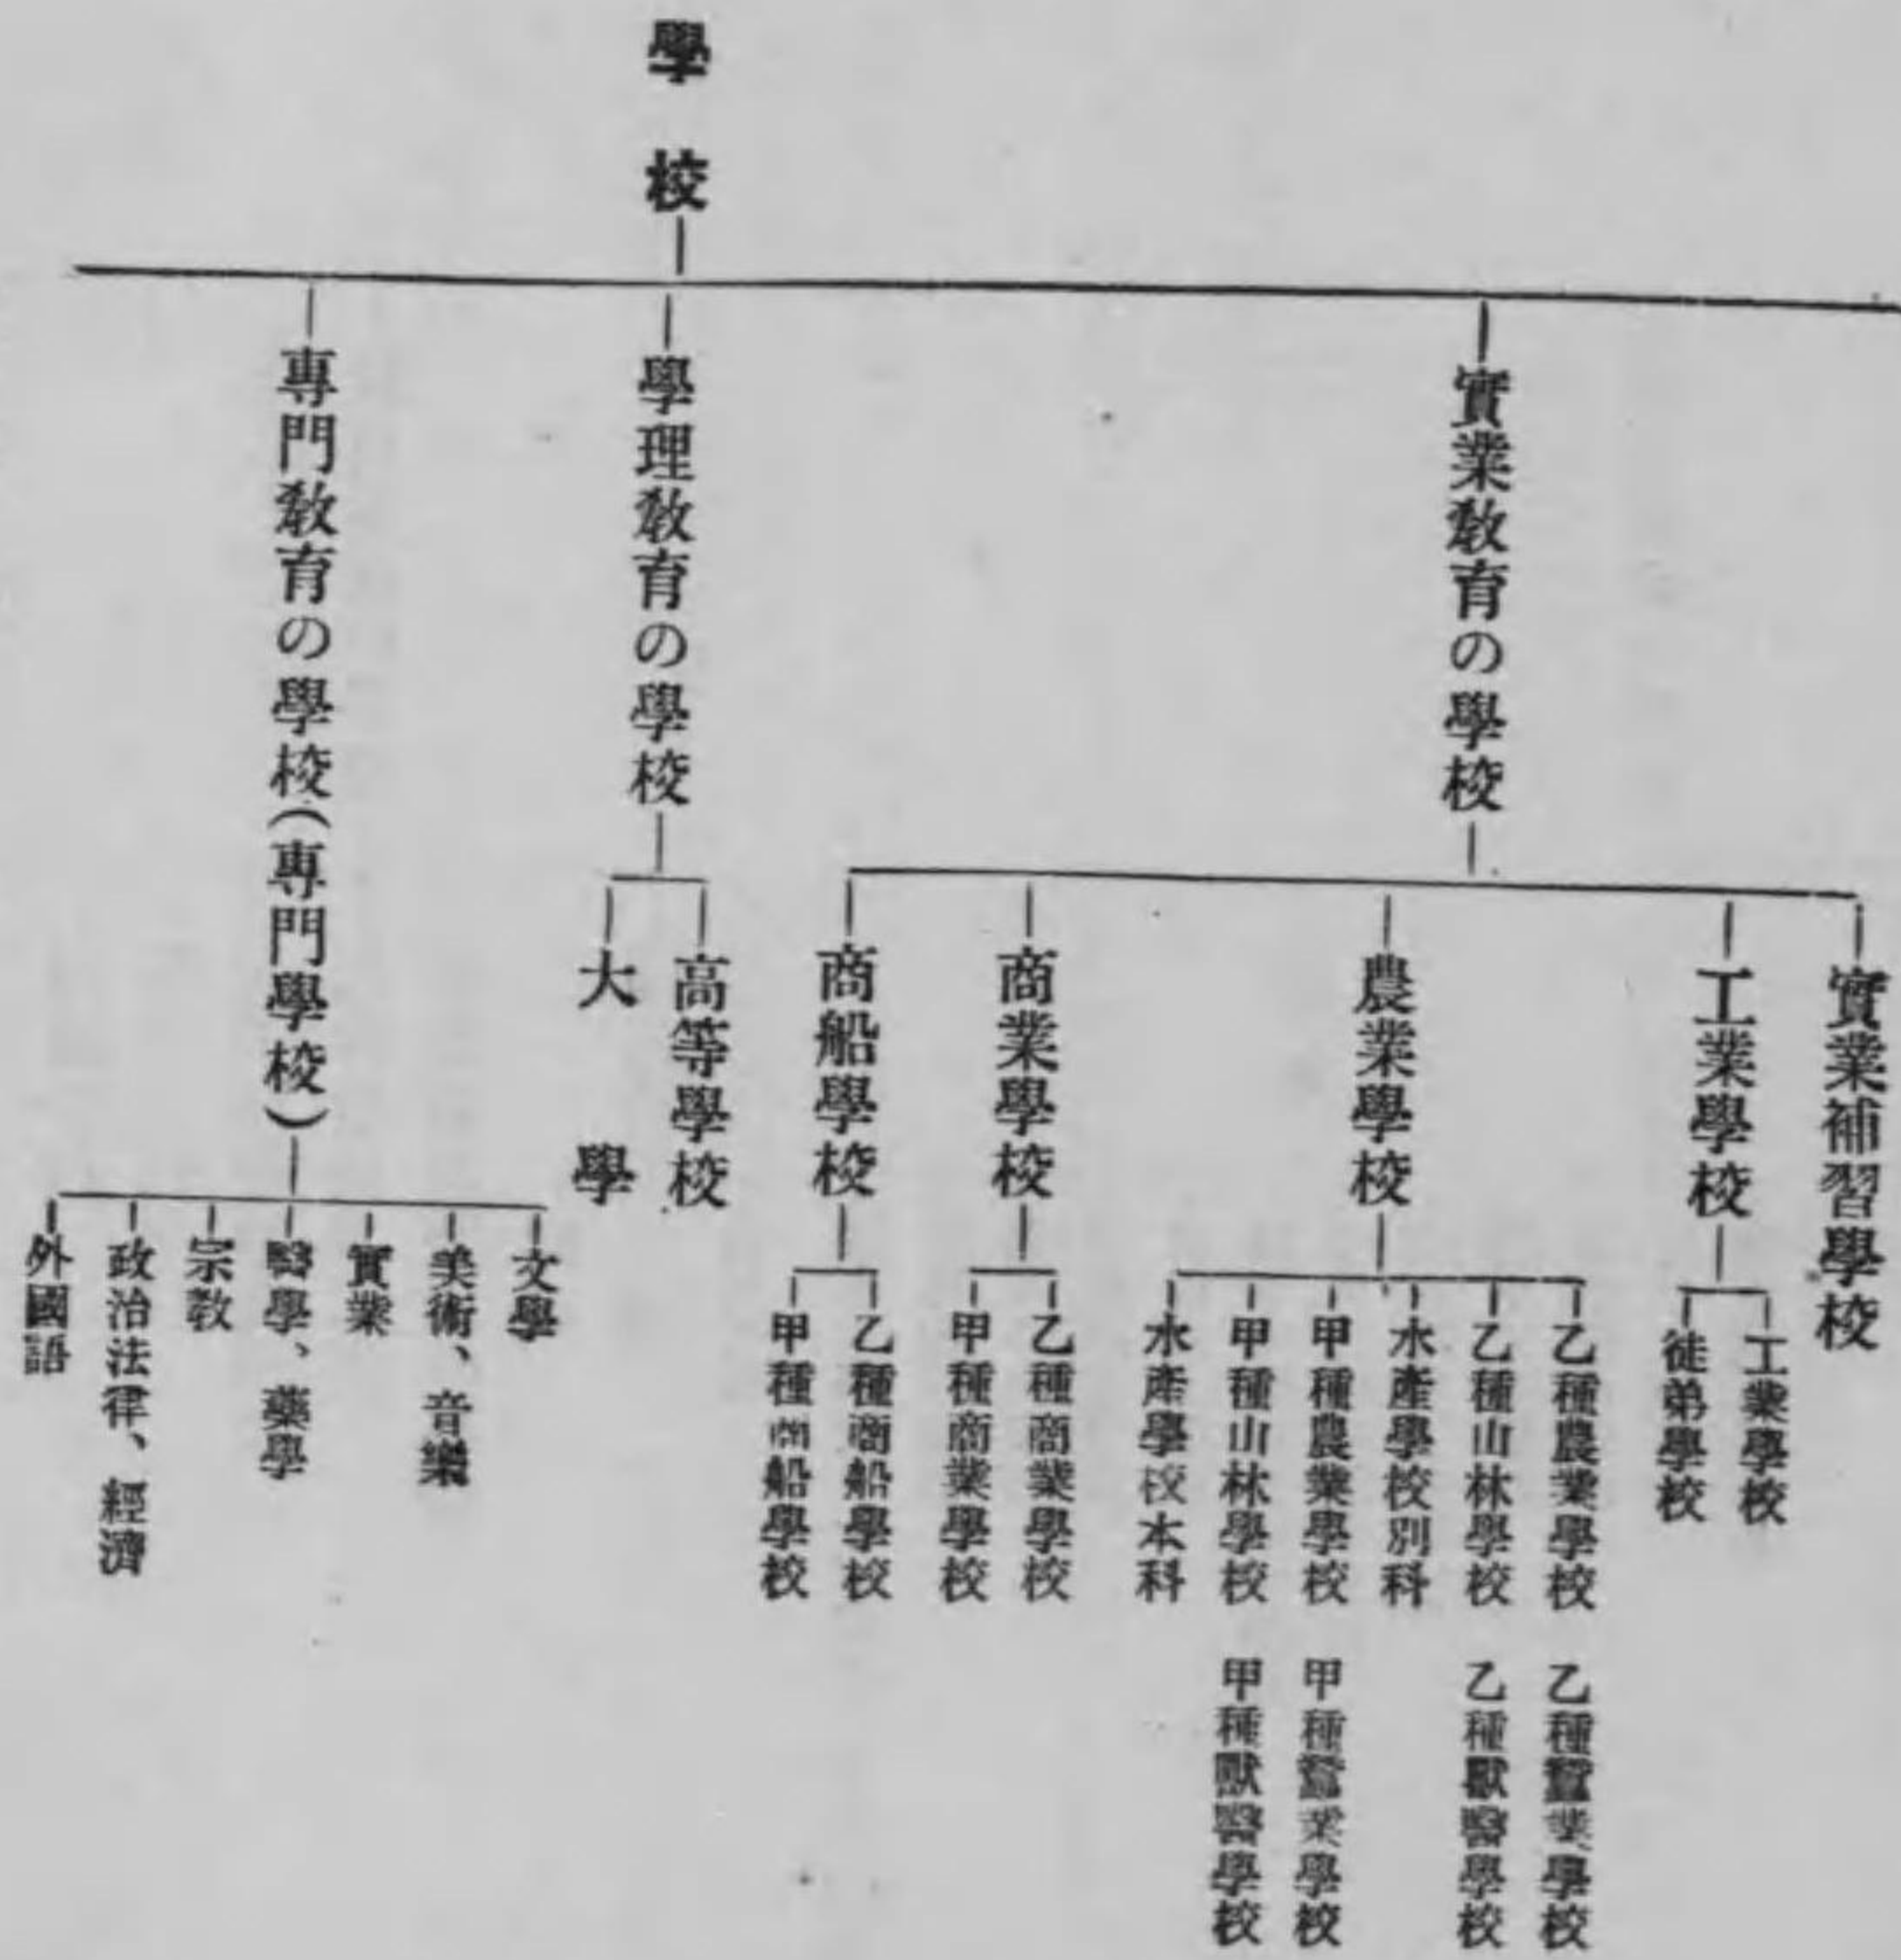 學校
實業教育の學校
實業補習學校
工業學校
工業學校
徒弟學校
農業學校
乙種農業學校 乙種蠶業學校
乙種山林學校 乙種獸醫學校
水產學校別科
甲種農業學校 甲種蠶業學校
甲種山林學校 甲種獸醫學校
水產學校本科
商業學校
乙種商業學校
甲種商業學校
商船學校
乙種商船學校
甲種商船學校
學理教育の學校
高等學校
大學
專門教育の學校(專門學校)
文學
美術、音樂
實業
醫學、藥學
宗教
政治法律、經濟
外國語